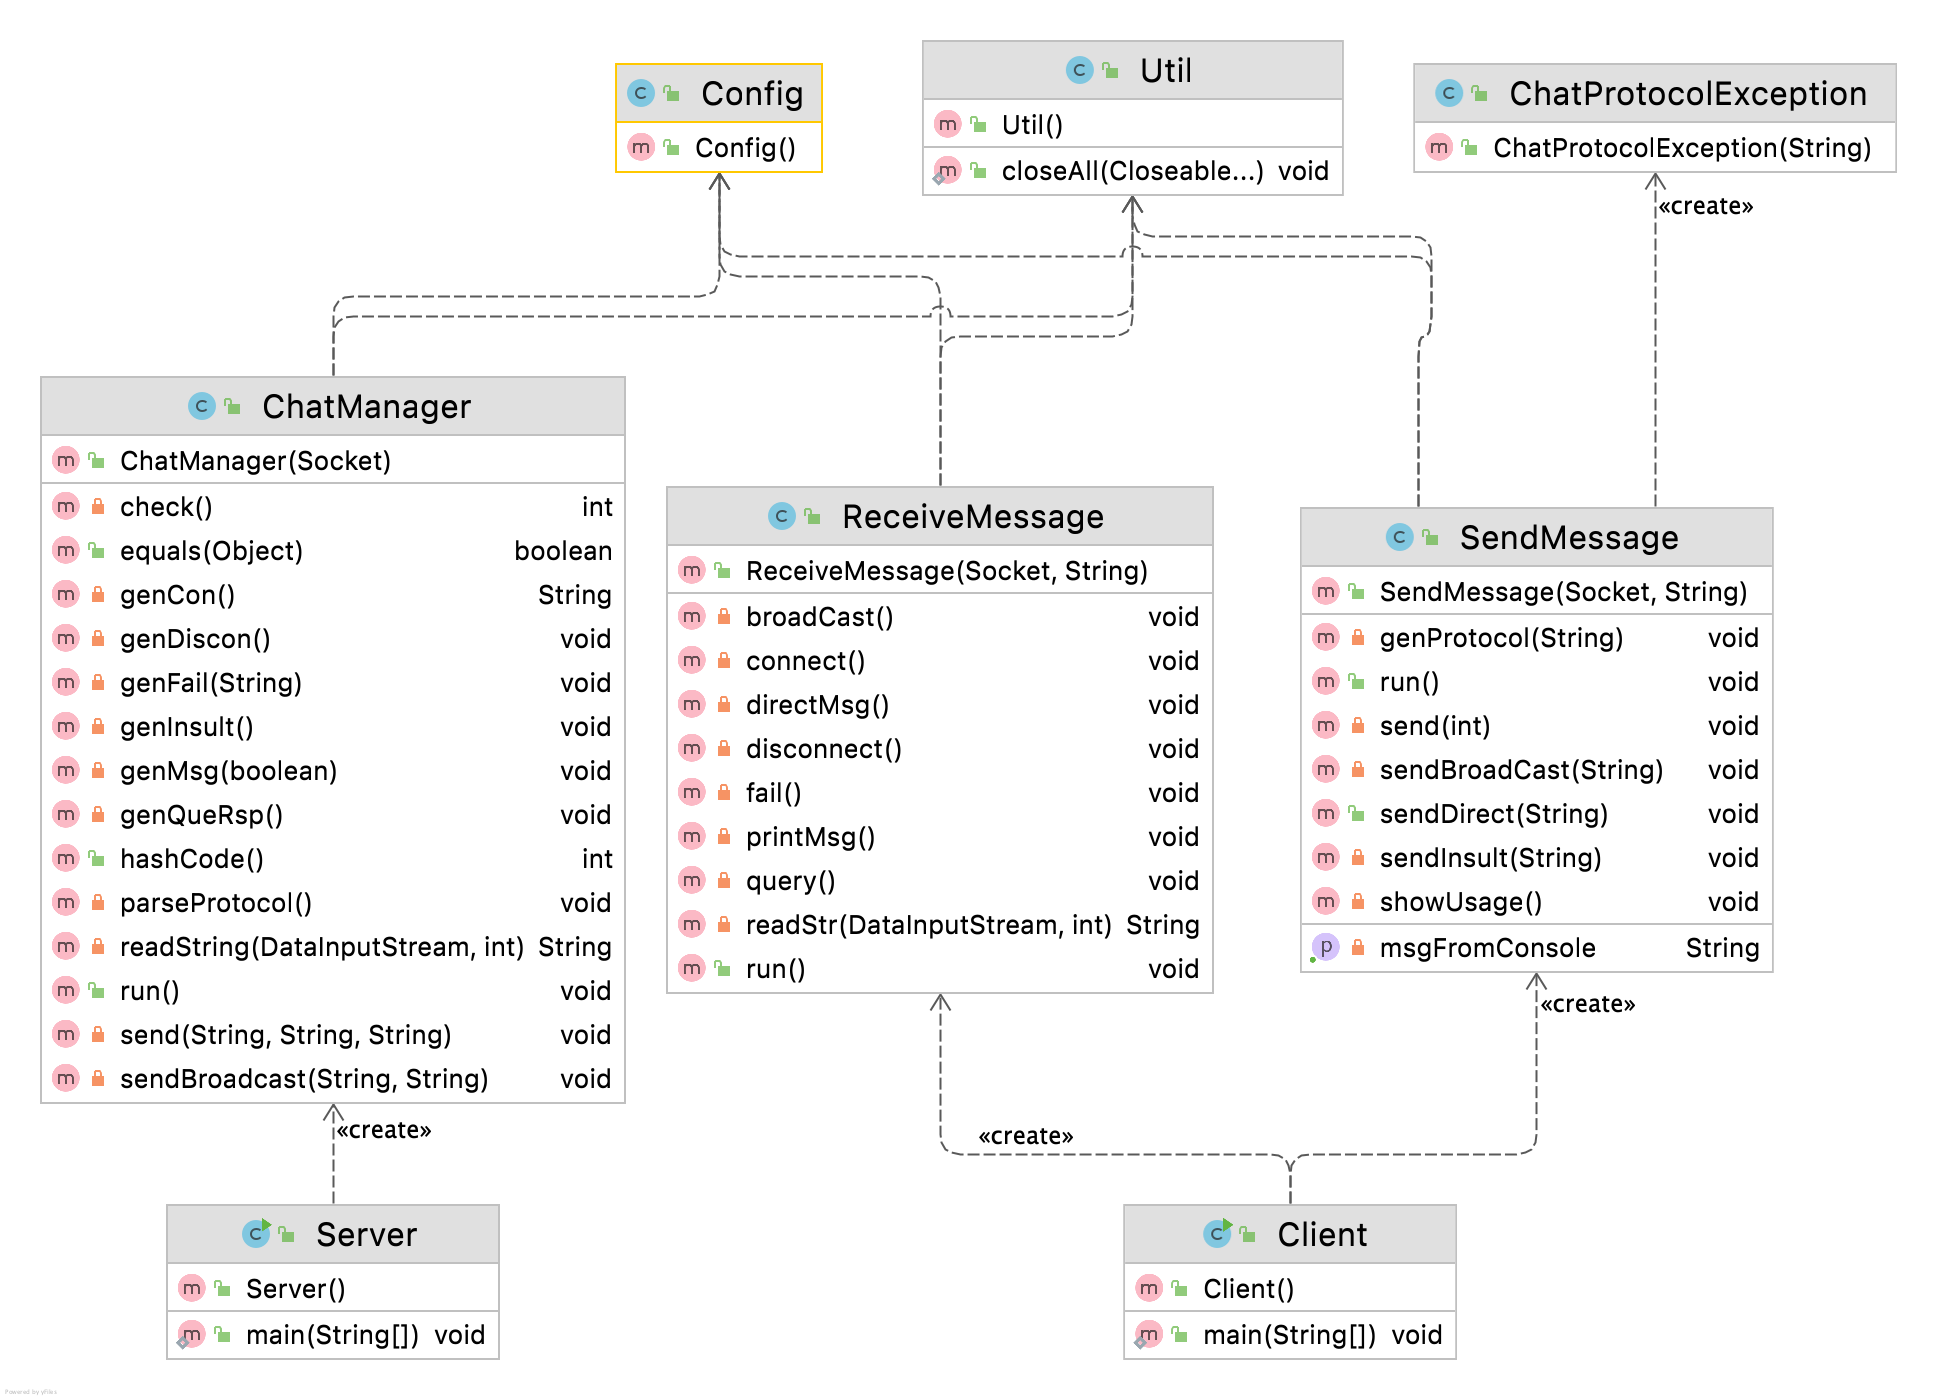 Config
Config()
Util
Util()
closeAll(Closeable...) void
ChatProtocolException
ChatProtocolException(String)
«create»
ChatManager
ChatManager(Socket)
check() int
equals(Object) boolean
genCon() String
genDiscon() void
genFail(String) void
genInsult() void
genMsg(boolean) void
genQueRsp() void
hashCode() int
parseProtocol() void
readString(DataInputStream, int) String
run() void
send(String, String, String) void
sendBroadcast(String, String) void
ReceiveMessage
ReceiveMessage(Socket, String)
broadCast() void
connect() void
directMsg() void
disconnect() void
fail() void
printMsg() void
query() void
readStr(DataInputStream, int) String
run() void
SendMessage
SendMessage(Socket, String)
genProtocol(String) void
run() void
send(int) void
sendBroadCast(String) void
sendDirect(String) void
sendInsult(String) void
showUsage() void
msgFromConsole String
«create»
«create»
«create»
Server
Server()
main(String[]) void
Client
Client()
main(String[]) void
Powered by yFiles